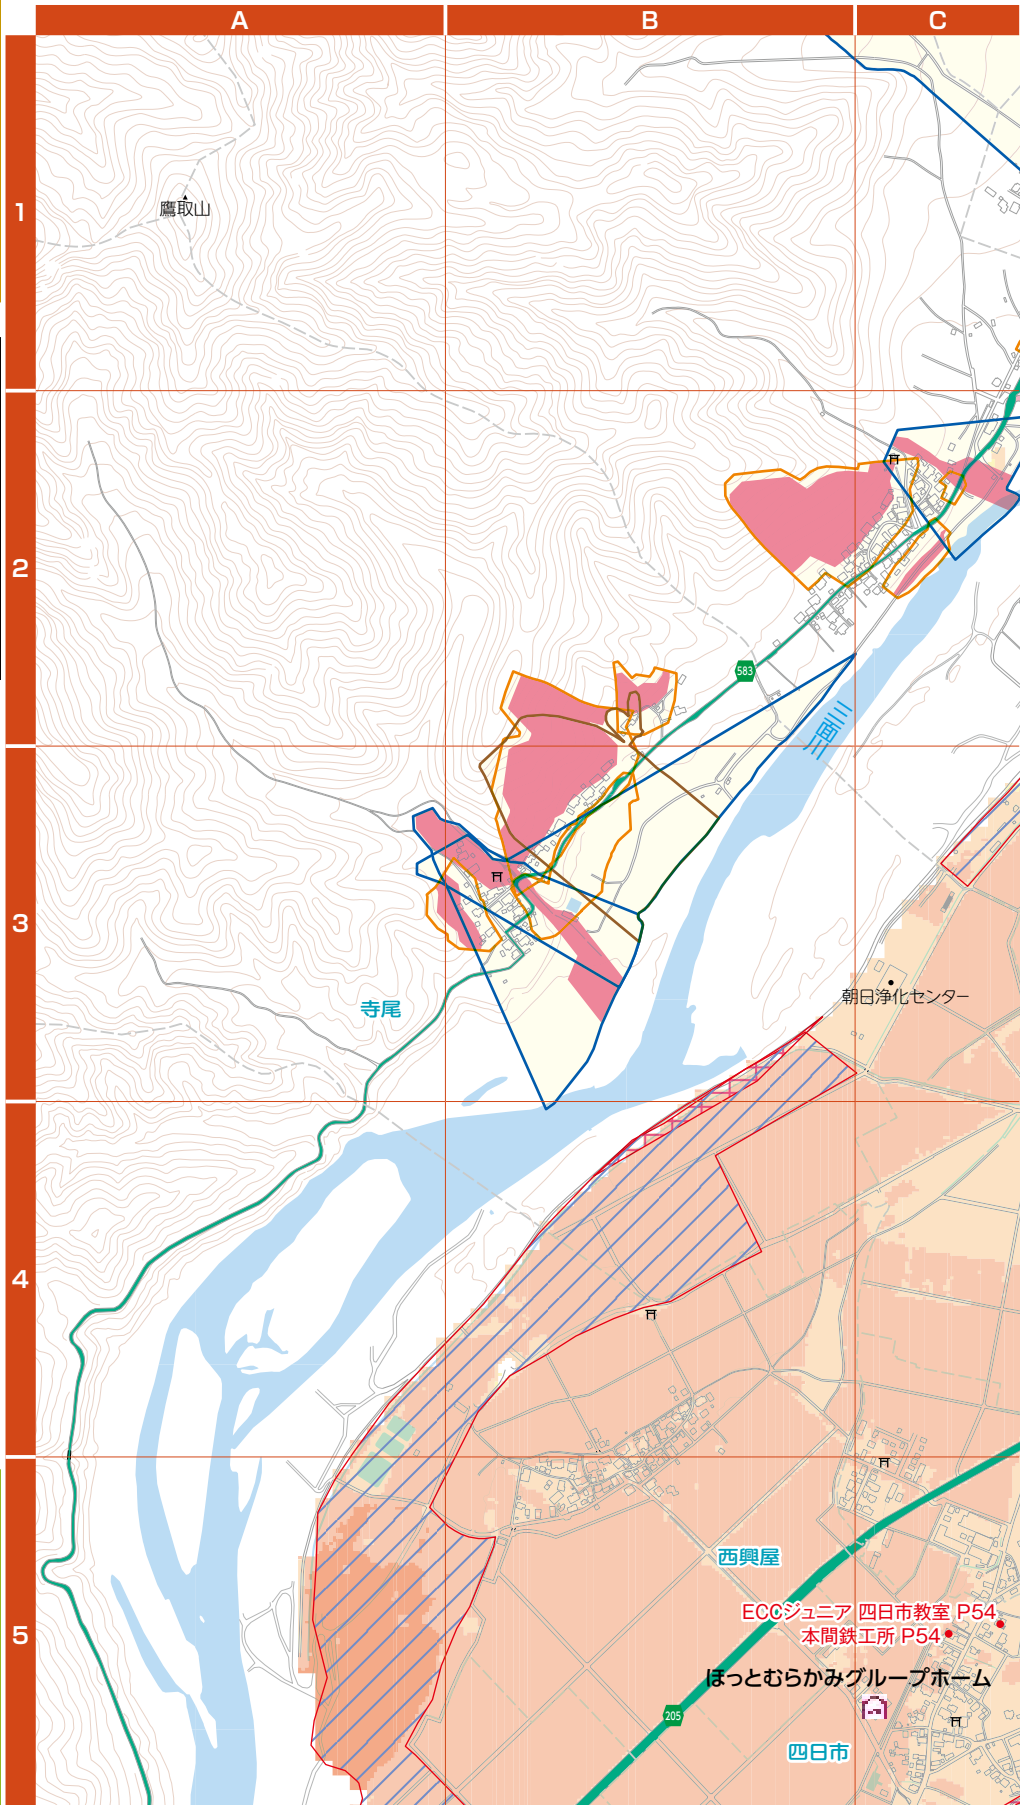 A
B
C
1
鷹取山
2
583
三面川
3
朝日浄化センター
寺尾
4
西興屋
ECCジュニア 四日市教室 P54
5
本間鉄工所 P54
ほっとむらかみグループホーム
205
四日市